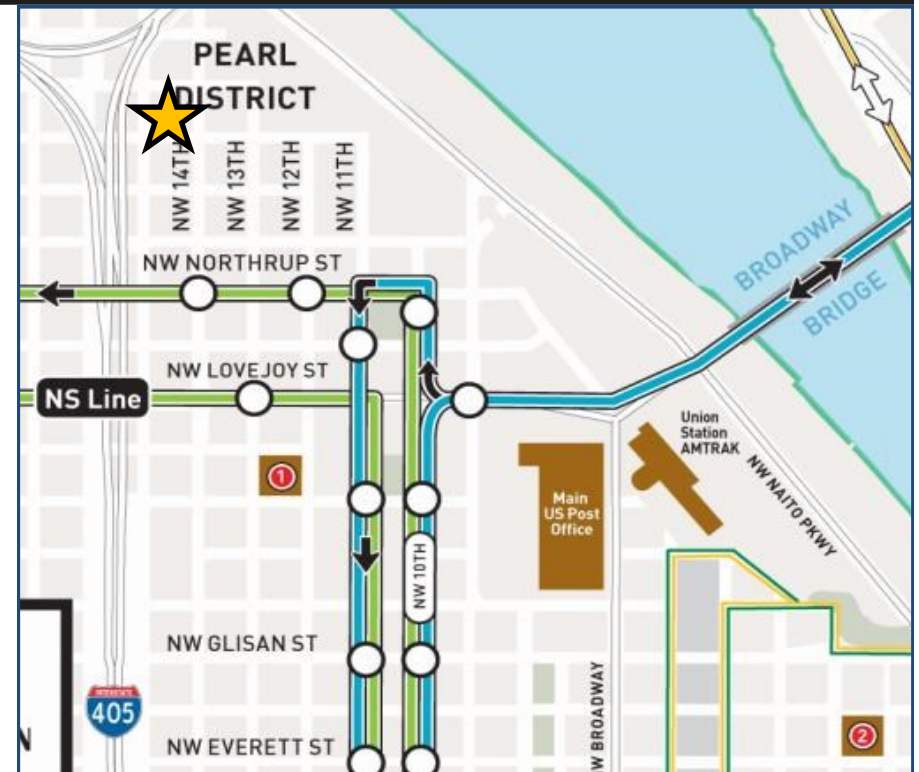 PEARL
DISTRICT
NW 14TH
NW 13TH
NW 12TH
NW 11TH
BROADWAY
BRIDGE
NW NORTHRUP ST
NW LOVEJOY ST
NS Line
Union
Station
AMTRAK
1
Main
US Post
Office
NW NAITO PKWY
NW 10TH
NW GLISAN ST
INTERSTATE
405
NW BROADWAY
N
2
NW EVERETT ST